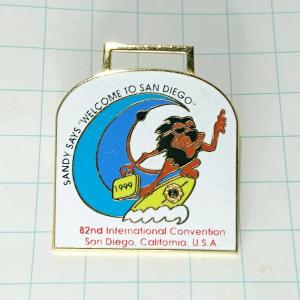 SANDY SAYS "WELCOME TO SAN DIEGO"
1999
82nd International Convention
San Diego, California, U.S.A.